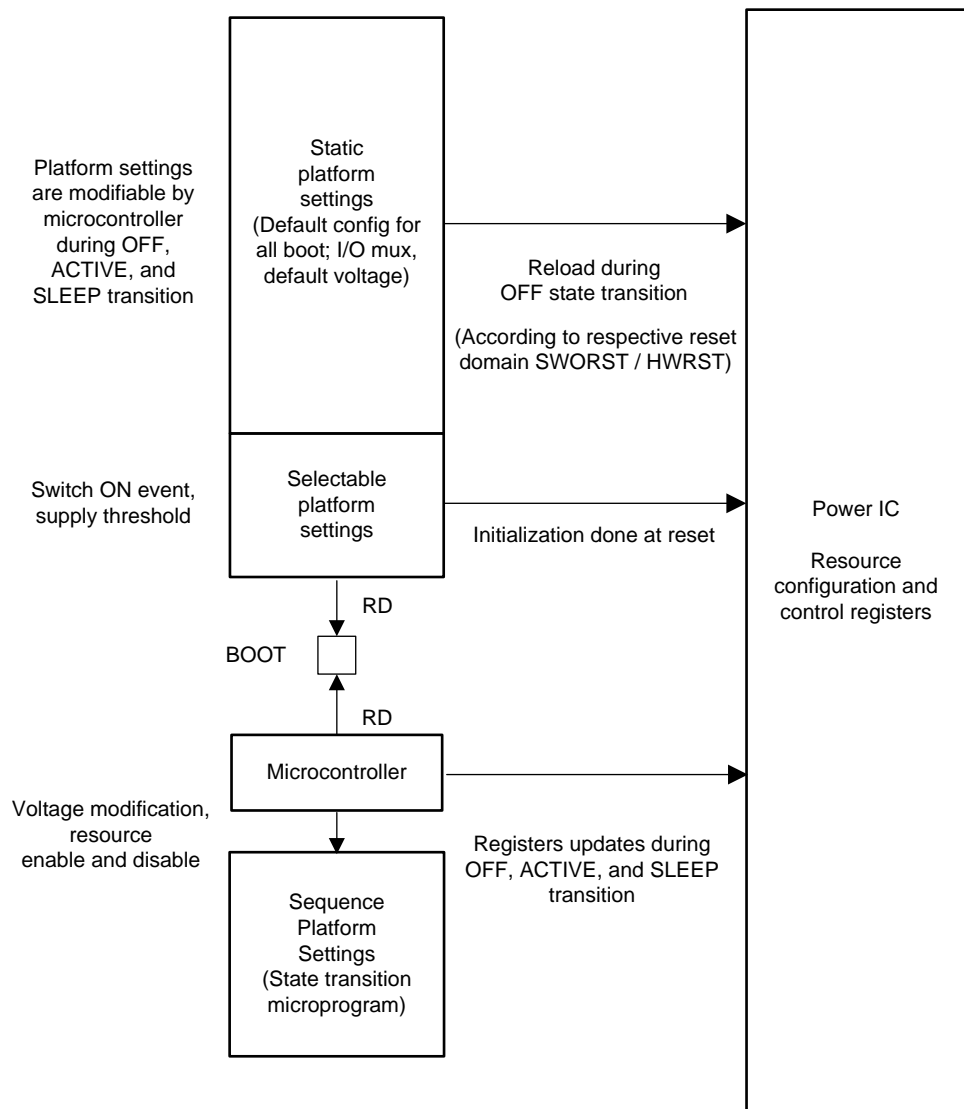 Platform settings
are modifiable by
microcontroller
during OFF,
ACTIVE, and
SLEEP transition
Static
platform
settings
(Default config for
all boot; I/O mux,
default voltage)
Reload during
OFF state transition
(According to respective reset
domain SWORST / HWRST)
Switch ON event,
supply threshold
Selectable
platform
settings
Initialization done at reset
Power IC
Resource
configuration and
control registers
RD
BOOT
RD
Microcontroller
Voltage modification,
resource
enable and disable
Registers updates during
OFF, ACTIVE, and SLEEP
transition
Sequence
Platform
Settings
(State transition
microprogram)